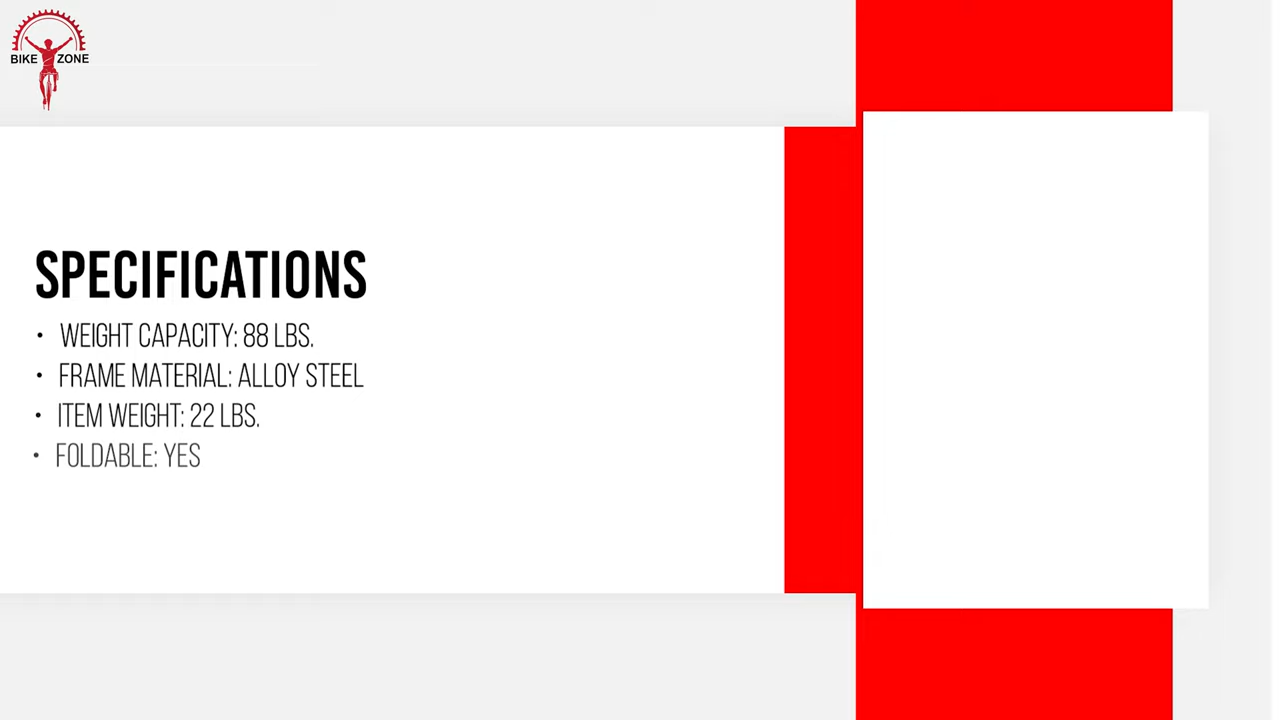 BIKE ZONE
SPECIFICATIONS
• WEIGHT CAPACITY: 88 LBS.
• FRAME MATERIAL: ALLOY STEEL
• ITEM WEIGHT: 22 LBS.
• FOLDABLE: YES